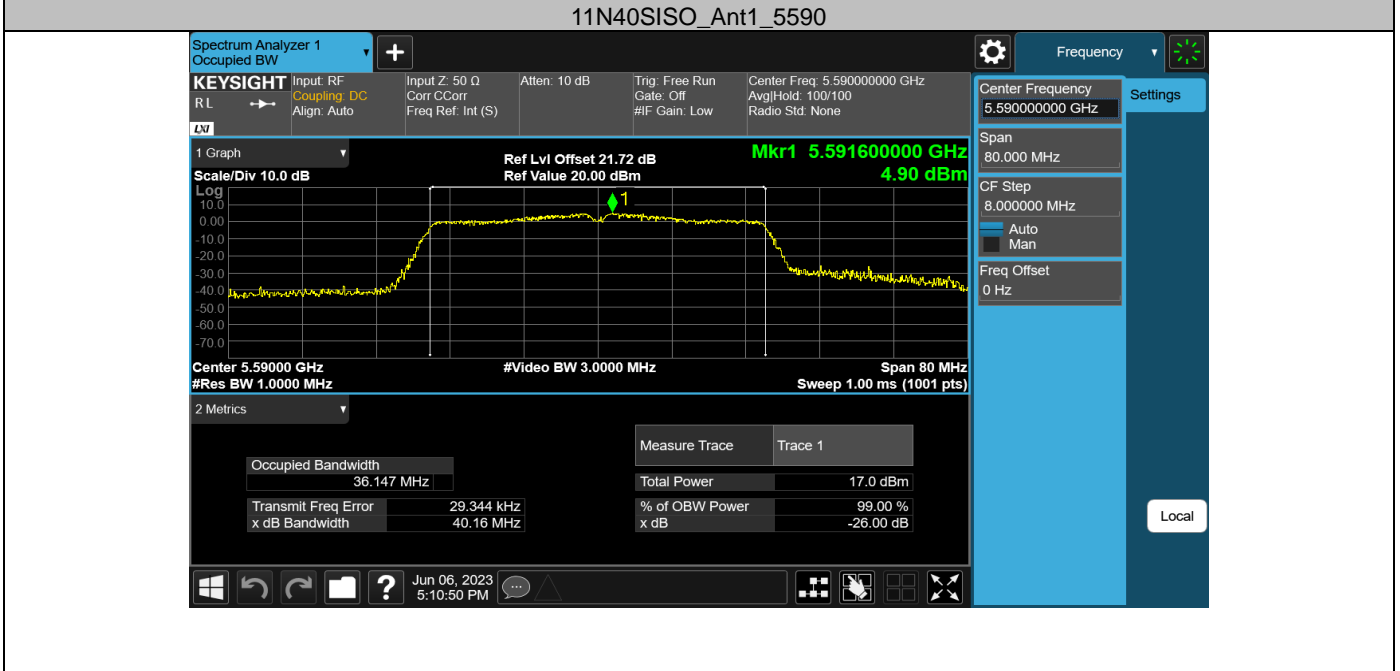 11N40SISO_Ant1_5590
Spectrum Analyzer 1
Occupied BW
+
Frequency
KEYSIGHT
RL
LXI
Input: RF
Coupling: DC
Align: Auto
Input Z: 50 Ω
Corr CCorr
Freq Ref: Int (S)
Atten: 10 dB
Trig: Free Run
Gate: Off
#IF Gain: Low
Center Freq: 5.590000000 GHz
Avg|Hold: 100/100
Radio Std: None
Center Frequency
5.590000000 GHz
Settings
Span
80.000 MHz
CF Step
8.000000 MHz
Auto
Man
Freq Offset
0 Hz
Local
1 Graph
Scale/Div 10.0 dB
Ref Lvl Offset 21.72 dB
Ref Value 20.00 dBm
Mkr1 5.591600000 GHz
4.90 dBm
Log
10.0
0.00
-10.0
-20.0
-30.0
-40.0
-50.0
-60.0
-70.0
1
Center 5.59000 GHz
#Res BW 1.0000 MHz
#Video BW 3.0000 MHz
Span 80 MHz
Sweep 1.00 ms (1001 pts)
2 Metrics
Occupied Bandwidth
36.147 MHz
Transmit Freq Error 29.344 kHz
x dB Bandwidth 40.16 MHz
Measure Trace Trace 1
Total Power 17.0 dBm
% of OBW Power 99.00 %
x dB -26.00 dB
?
Jun 06, 2023
5:10:50 PM